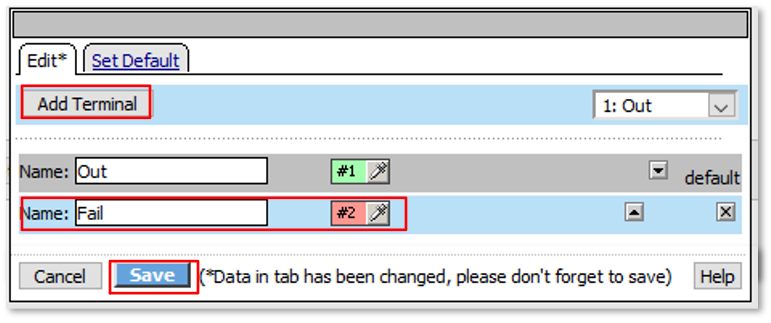 Edit* Set Default
Add Terminal 1: Out
Name: Out #1 default
Name: Fail #2
Cancel Save (*Data in tab has been changed, please don't forget to save) Help